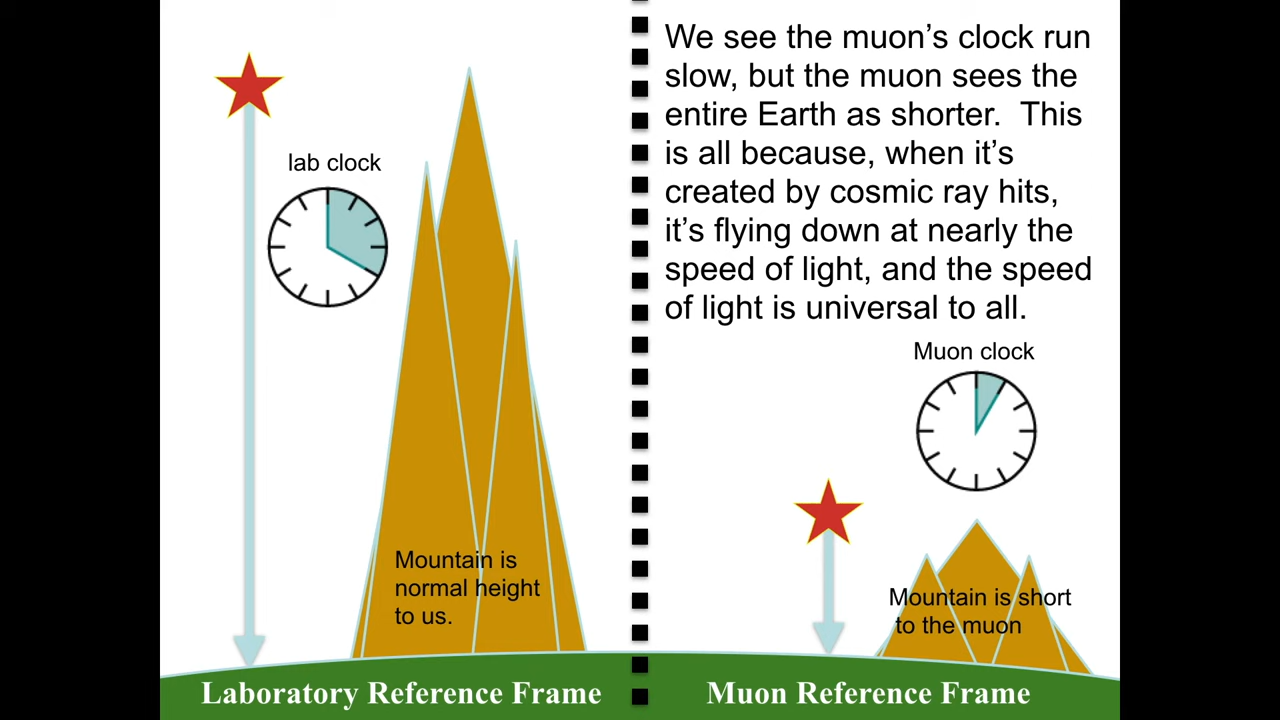 We see the muon’s clock run
slow, but the muon sees the
entire Earth as shorter.  This
is all because, when it’s
created by cosmic ray hits,
it’s flying down at nearly the
speed of light, and the speed
of light is universal to all.
lab clock
Muon clock
Mountain is
normal height
to us.
Mountain is short
to the muon
Laboratory Reference Frame
Muon Reference Frame